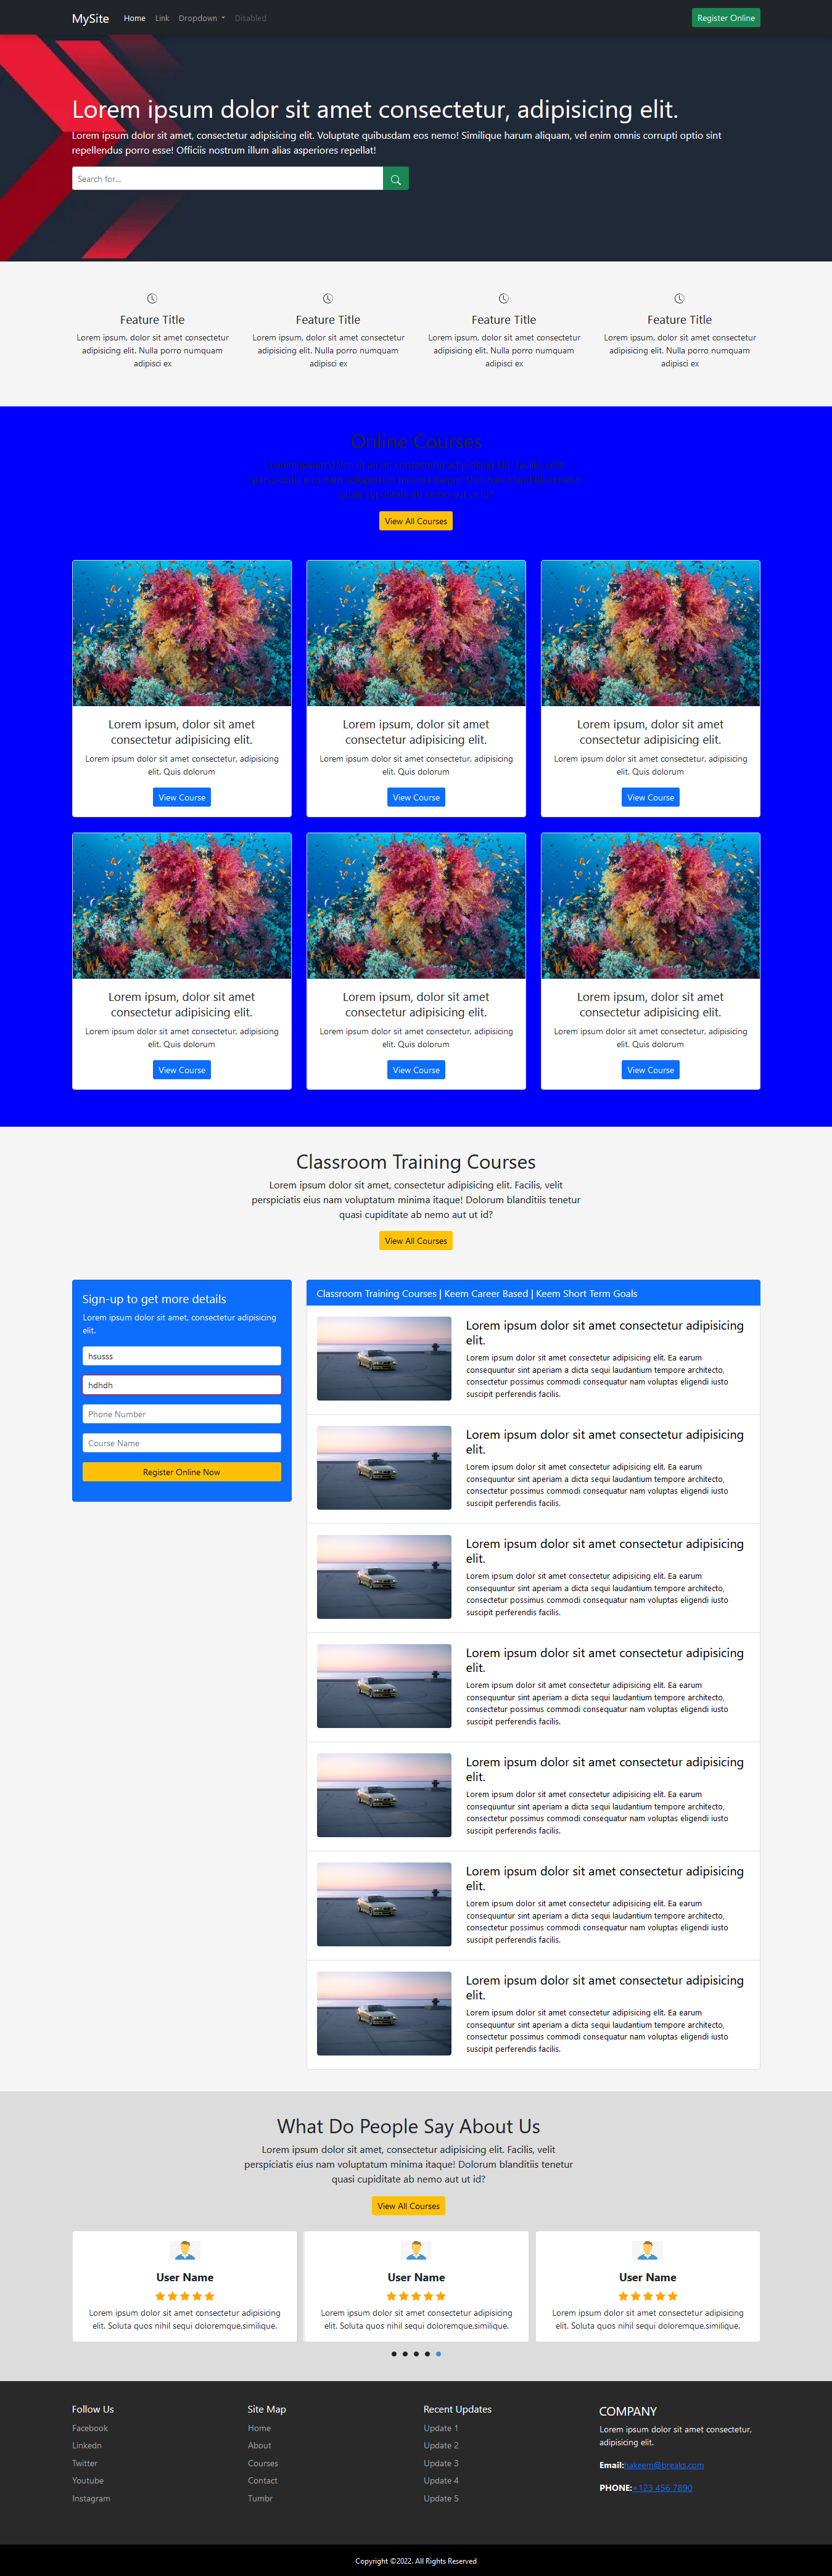 MySite
Home
Link
Dropdown
Disabled
Register Online
Lorem ipsum dolor sit amet consectetur, adipisicing elit.
Lorem ipsum dolor sit amet, consectetur adipisicing elit. Voluptate quibusdam eos nemo! Similique harum aliquam, vel enim omnis corrupti optio sint
repellendus porro esse! Officiis nostrum illum alias asperiores repellat!
Search for...
Feature Title
Lorem ipsum, dolor sit amet consectetur
adipisicing elit. Nulla porro numquam
adipisci ex
Feature Title
Lorem ipsum, dolor sit amet consectetur
adipisicing elit. Nulla porro numquam
adipisci ex
Feature Title
Lorem ipsum, dolor sit amet consectetur
adipisicing elit. Nulla porro numquam
adipisci ex
Feature Title
Lorem ipsum, dolor sit amet consectetur
adipisicing elit. Nulla porro numquam
adipisci ex
Online Courses
Lorem ipsum dolor sit amet, consectetur adipisicing elit. Facilis, velit
perspiciatis eius nam voluptatum minima itaque! Dolorum blanditiis tenetur
quasi cupiditate ab nemo aut ut id?
View All Courses
Lorem ipsum, dolor sit amet
consectetur adipisicing elit.
Lorem ipsum dolor sit amet consectetur, adipisicing
elit. Quis dolorum
View Course
Lorem ipsum, dolor sit amet
consectetur adipisicing elit.
Lorem ipsum dolor sit amet consectetur, adipisicing
elit. Quis dolorum
View Course
Lorem ipsum, dolor sit amet
consectetur adipisicing elit.
Lorem ipsum dolor sit amet consectetur, adipisicing
elit. Quis dolorum
View Course
Lorem ipsum, dolor sit amet
consectetur adipisicing elit.
Lorem ipsum dolor sit amet consectetur, adipisicing
elit. Quis dolorum
View Course
Lorem ipsum, dolor sit amet
consectetur adipisicing elit.
Lorem ipsum dolor sit amet consectetur, adipisicing
elit. Quis dolorum
View Course
Lorem ipsum, dolor sit amet
consectetur adipisicing elit.
Lorem ipsum dolor sit amet consectetur, adipisicing
elit. Quis dolorum
View Course
Classroom Training Courses
Lorem ipsum dolor sit amet, consectetur adipisicing elit. Facilis, velit
perspiciatis eius nam voluptatum minima itaque! Dolorum blanditiis tenetur
quasi cupiditate ab nemo aut ut id?
View All Courses
Sign-up to get more details
Lorem ipsum dolor sit amet, consectetur adipisicing
elit.
hsusss
hdhdh
Phone Number
Course Name
Register Online Now
Classroom Training Courses | Keem Career Based | Keem Short Term Goals
Lorem ipsum dolor sit amet consectetur adipisicing
elit.
Lorem ipsum dolor sit amet consectetur adipisicing elit. Ea earum
consequuntur sint aperiam a dicta sequi laudantium tempore architecto,
consectetur possimus commodi consequatur nam voluptas eligendi iusto
suscipit perferendis facilis.
Lorem ipsum dolor sit amet consectetur adipisicing
elit.
Lorem ipsum dolor sit amet consectetur adipisicing elit. Ea earum
consequuntur sint aperiam a dicta sequi laudantium tempore architecto,
consectetur possimus commodi consequatur nam voluptas eligendi iusto
suscipit perferendis facilis.
Lorem ipsum dolor sit amet consectetur adipisicing
elit.
Lorem ipsum dolor sit amet consectetur adipisicing elit. Ea earum
consequuntur sint aperiam a dicta sequi laudantium tempore architecto,
consectetur possimus commodi consequatur nam voluptas eligendi iusto
suscipit perferendis facilis.
Lorem ipsum dolor sit amet consectetur adipisicing
elit.
Lorem ipsum dolor sit amet consectetur adipisicing elit. Ea earum
consequuntur sint aperiam a dicta sequi laudantium tempore architecto,
consectetur possimus commodi consequatur nam voluptas eligendi iusto
suscipit perferendis facilis.
Lorem ipsum dolor sit amet consectetur adipisicing
elit.
Lorem ipsum dolor sit amet consectetur adipisicing elit. Ea earum
consequuntur sint aperiam a dicta sequi laudantium tempore architecto,
consectetur possimus commodi consequatur nam voluptas eligendi iusto
suscipit perferendis facilis.
Lorem ipsum dolor sit amet consectetur adipisicing
elit.
Lorem ipsum dolor sit amet consectetur adipisicing elit. Ea earum
consequuntur sint aperiam a dicta sequi laudantium tempore architecto,
consectetur possimus commodi consequatur nam voluptas eligendi iusto
suscipit perferendis facilis.
Lorem ipsum dolor sit amet consectetur adipisicing
elit.
Lorem ipsum dolor sit amet consectetur adipisicing elit. Ea earum
consequuntur sint aperiam a dicta sequi laudantium tempore architecto,
consectetur possimus commodi consequatur nam voluptas eligendi iusto
suscipit perferendis facilis.
What Do People Say About Us
Lorem ipsum dolor sit amet, consectetur adipisicing elit. Facilis, velit
perspiciatis eius nam voluptatum minima itaque! Dolorum blanditiis tenetur
quasi cupiditate ab nemo aut ut id?
View All Courses
User Name
Lorem ipsum dolor sit amet consectetur adipisicing
elit. Soluta quos nihil sequi doloremque,similique.
User Name
Lorem ipsum dolor sit amet consectetur adipisicing
elit. Soluta quos nihil sequi doloremque,similique.
User Name
Lorem ipsum dolor sit amet consectetur adipisicing
elit. Soluta quos nihil sequi doloremque,similique.
Follow Us
Facebook
Linkedn
Twitter
Youtube
Instagram
Site Map
Home
About
Courses
Contact
Tumbr
Recent Updates
Update 1
Update 2
Update 3
Update 4
Update 5
COMPANY
Lorem ipsum dolor sit amet consectetur,
adipisicing elit.
Email:hakeem@breaks.com
PHONE:+123 456 7890
Copyright ©2022. All Rights Reserved